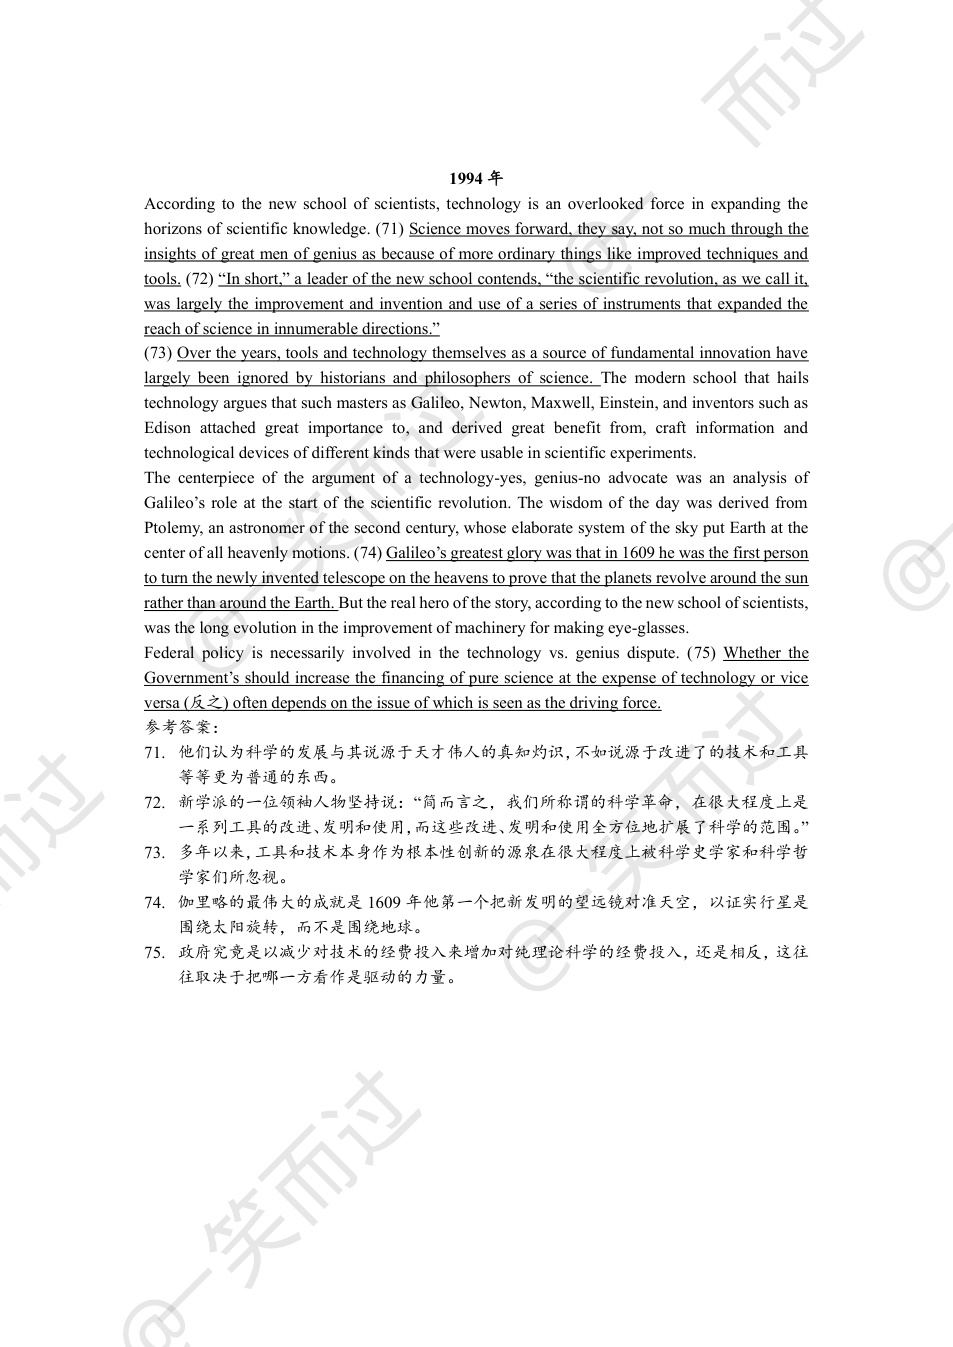 1994 年
According to the new school of scientists, technology is an overlooked force in expanding the
horizons of scientific knowledge. (71) Science moves forward, they say, not so much through the
insights of great men of genius as because of more ordinary things like improved techniques and
tools. (72) “In short,” a leader of the new school contends, “the scientific revolution, as we call it,
was largely the improvement and invention and use of a series of instruments that expanded the
reach of science in innumerable directions.”
(73) Over the years, tools and technology themselves as a source of fundamental innovation have
largely been ignored by historians and philosophers of science. The modern school that hails
technology argues that such masters as Galileo, Newton, Maxwell, Einstein, and inventors such as
Edison attached great importance to, and derived great benefit from, craft information and
technological devices of different kinds that were usable in scientific experiments.
The centerpiece of the argument of a technology-yes, genius-no advocate was an analysis of
Galileo’s role at the start of the scientific revolution. The wisdom of the day was derived from
Ptolemy, an astronomer of the second century, whose elaborate system of the sky put Earth at the
center of all heavenly motions. (74) Galileo’s greatest glory was that in 1609 he was the first person
to turn the newly invented telescope on the heavens to prove that the planets revolve around the sun
rather than around the Earth. But the real hero of the story, according to the new school of scientists,
was the long evolution in the improvement of machinery for making eye-glasses.
Federal policy is necessarily involved in the technology vs. genius dispute. (75) Whether the
Government’s should increase the financing of pure science at the expense of technology or vice
versa (反之) often depends on the issue of which is seen as the driving force.
参考答案：
71. 他们认为科学的发展与其说源于天才伟人的真知灼识，不如说源于改进了的技术和工具
等等更为普通的东西。
72. 新学派的一位领袖人物坚持说：“简而言之，我们所称谓的科学革命，在很大程度上是
一系列工具的改进、发明和使用，而这些改进、发明和使用全方位地扩展了科学的范围。”
73. 多年以来，工具和技术本身作为根本性创新的源泉在很大程度上被科学史学家和科学哲
学家们所忽视。
74. 伽里略的最伟大的成就是 1609 年他第一个把新发明的望远镜对准天空，以证实行星是
围绕太阳旋转，而不是围绕地球。
75. 政府究竟是以减少对技术的经费投入来增加对纯理论科学的经费投入，还是相反，这往
往取决于把哪一方看作是驱动的力量。
@一笑而过